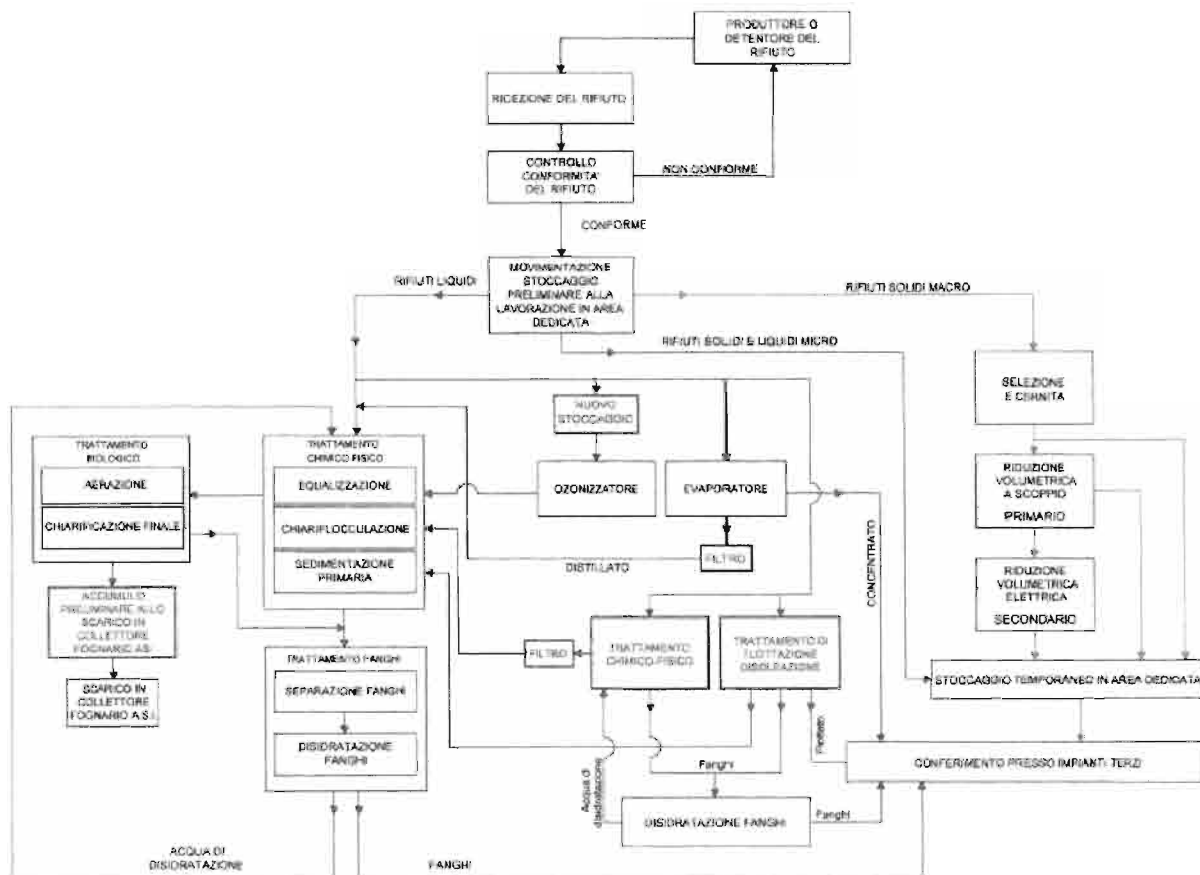 PRODUTTORE O
DETENTORE DEL
RIFIUTO
RICEZIONE DEL RIFIUTO
CONTROLLO
CONFORMITA'
DEL RIFIUTO
NON CONFORME
CONFORME
MOVIMENTAZIONE
STOCCAGGIO
PRELIMINARE ALLA
LAVORAZIONE IN AREA
DEDICATA
RIFIUTI LIQUIDI
RIFIUTI SOLIDI MACRO
RIFIUTI SOLIDI E LIQUIDI MICRO
SELEZIONE
E CERNITA
NUOVO
STOCCAGGIO
TRATTAMENTO
BIOLOGICO
AERAZIONE
CHIARIFICAZIONE FINALE
TRATTAMENTO
CHIMICO FISICO
EQUALIZZAZIONE
CHIARIFLOCCULAZIONE
SEDIMENTAZIONE
PRIMARIA
OZONIZZATORE
EVAPORATORE
RIDUZIONE
VOLUMETRICA
A SCOPPIO
PRIMARIO
FILTRO
DISTILLATO
CONCENTRATO
RIDUZIONE
VOLUMETRICA
ELETTRICA
SECONDARIO
ACCUMULO
PRELIMINARE ALLO
SCARICO IN
COLLETTORE
FOGNARIO A.S.I.
SCARICO IN
COLLETTORE
FOGNARIO A.S.I.
TRATTAMENTO FANGHI
SEPARAZIONE FANGHI
DISIDRATAZIONE
FANGHI
FILTRO
TRATTAMENTO
CHIMICO-FISICO
TRATTAMENTO DI
FLOTTAZIONE
DISOLEAZIONE
STOCCAGGIO TEMPORANEO IN AREA DEDICATA
CONFERIMENTO PRESSO IMPIANTI TERZI
Acqua di
disidratazione
Fanghi
DISIDRATAZIONE FANGHI
Fanghi
ACQUA DI
DISIDRATAZIONE
FANGHI